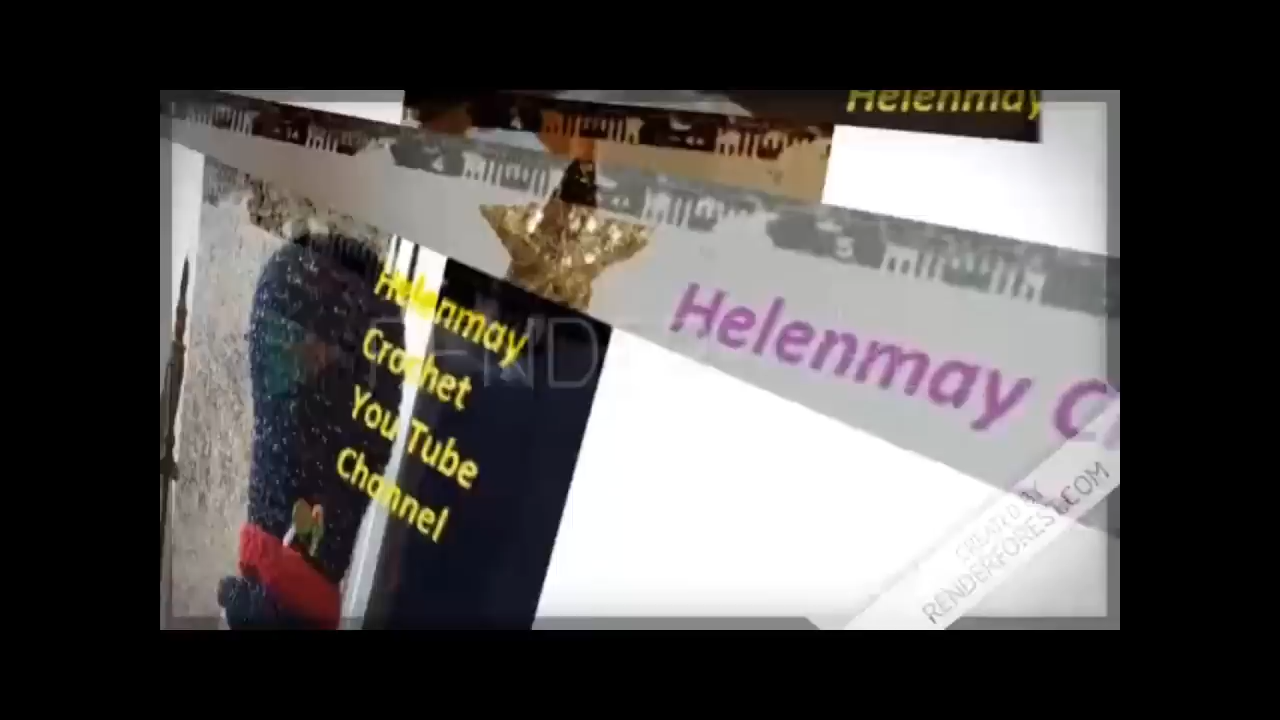 Helenmay
Helenmay
Helenmay
Crochet
You Tube
Channel
CREATED BY
RENDERFOREST.COM